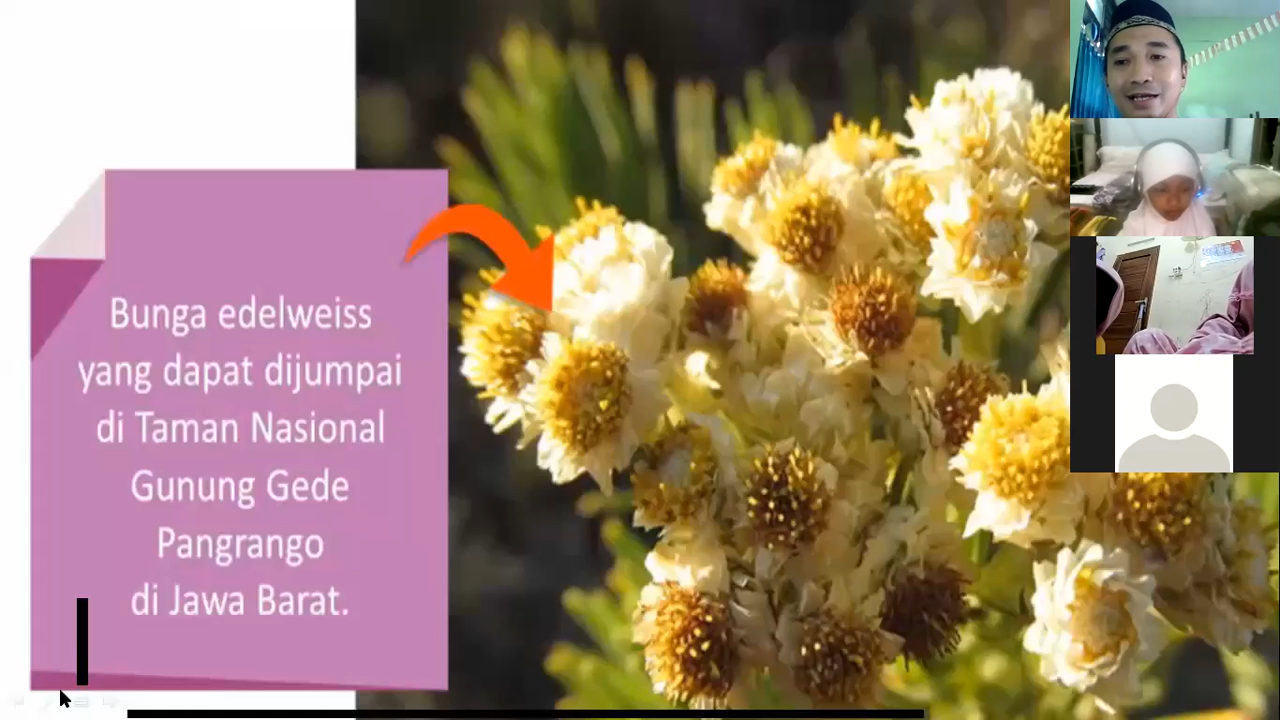 Bunga edelweiss
yang dapat dijumpai
di Taman Nasional
Gunung Gede
Pangrango
di Jawa Barat.